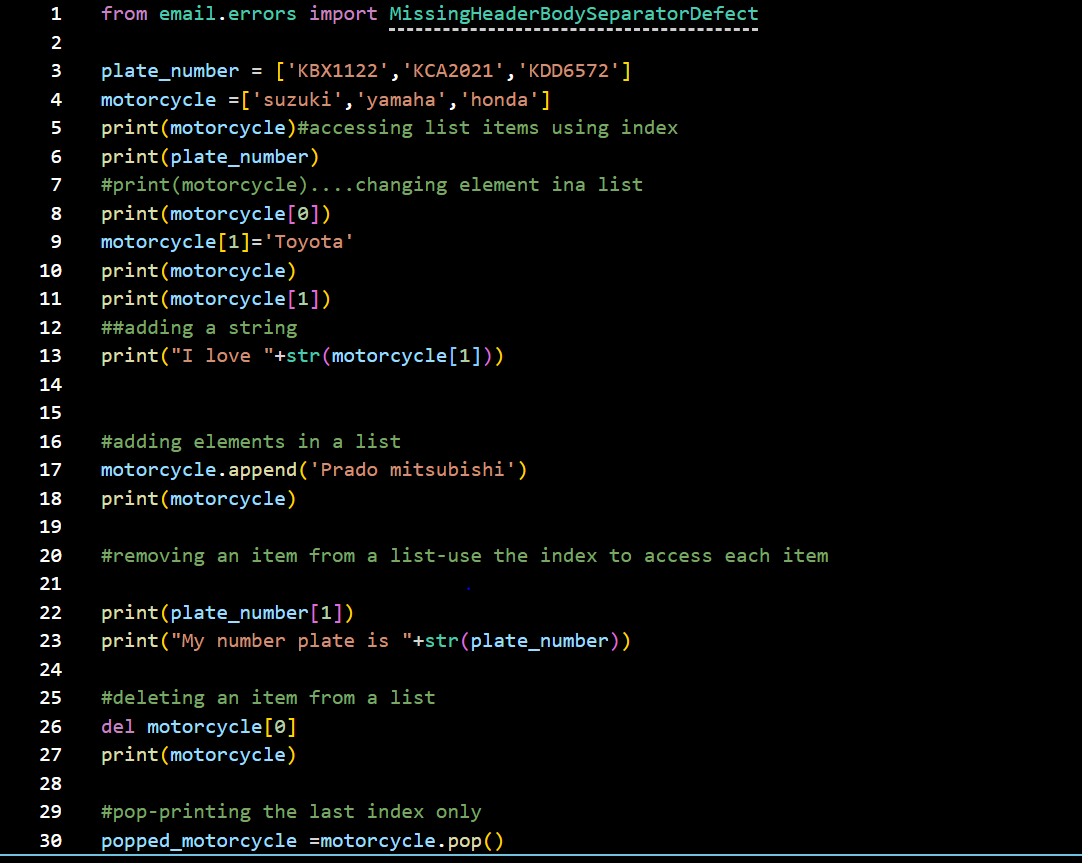 1 from email.errors import MissingHeaderBodySeparatorDefect
2
3 plate_number = ['KBX1122','KCA2021','KDD6572']
4 motorcycle =['suzuki','yamaha','honda']
5 print(motorcycle)#accessing list items using index
6 print(plate_number)
7 #print(motorcycle)....changing element ina list
8 print(motorcycle[0])
9 motorcycle[1]='Toyota'
10 print(motorcycle)
11 print(motorcycle[1])
12 ##adding a string
13 print("I love "+str(motorcycle[1]))
14
15
16 #adding elements in a list
17 motorcycle.append('Prado mitsubishi')
18 print(motorcycle)
19
20 #removing an item from a list-use the index to access each item
21
22 print(plate_number[1])
23 print("My number plate is "+str(plate_number))
24
25 #deleting an item from a list
26 del motorcycle[0]
27 print(motorcycle)
28
29 #pop-printing the last index only
30 popped_motorcycle =motorcycle.pop()